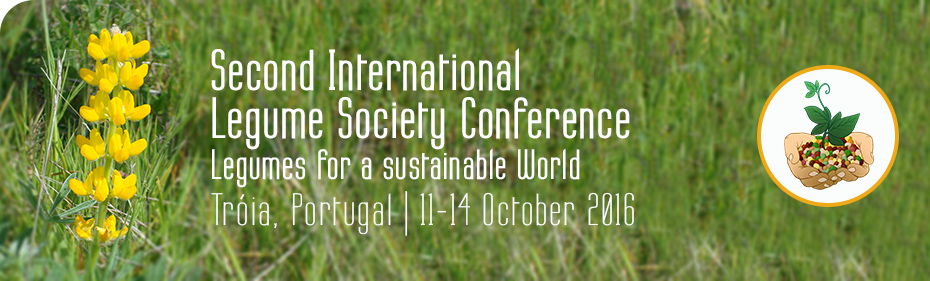 Second International
Legume Society Conference
Legumes for a sustainable World
Tróia, Portugal | 11-14 October 2016